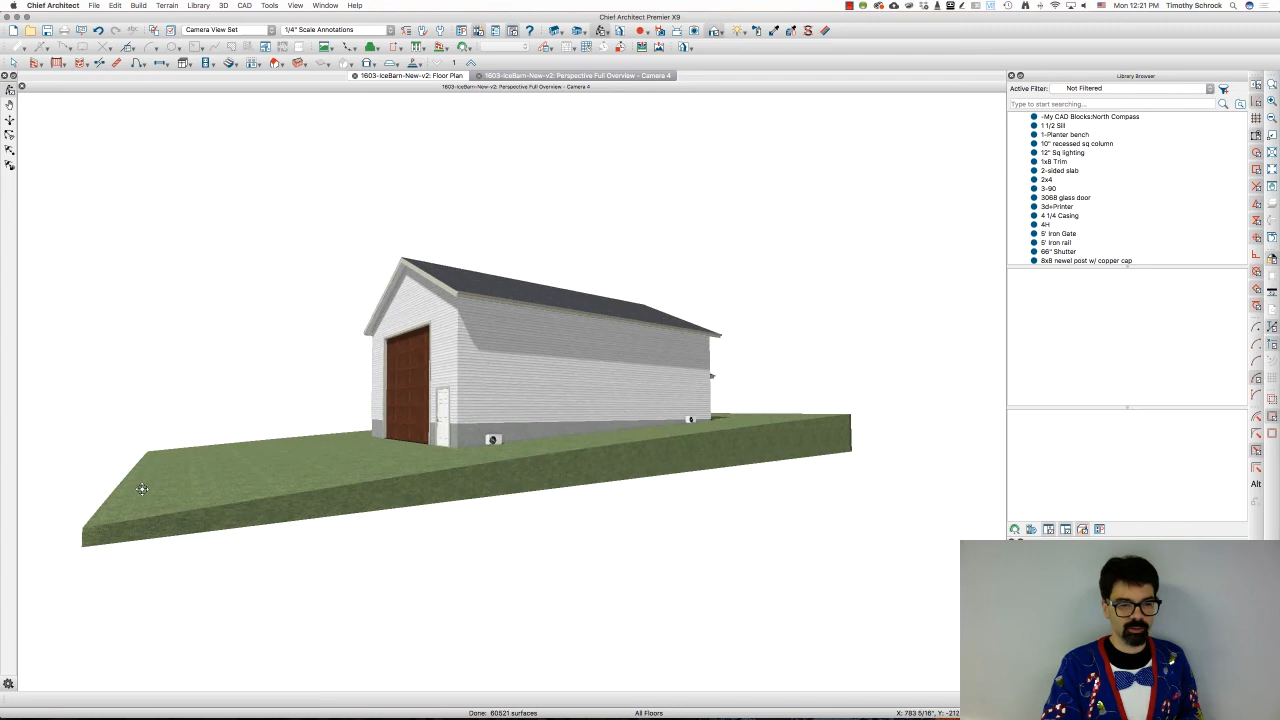 Chief Architect File Edit Build Terrain Library 3D CAD Tools View Window Help
Mon 12:21 PM Timothy Schrock
Chief Architect Premier X9
Camera View Set
1/4" Scale Annotations
1
1603-IceBarn-New-v2: Floor Plan
1603-IceBarn-New-v2: Perspective Full Overview - Camera 4
1603-IceBarn-New-v2: Perspective Full Overview - Camera 4
Library Browser
Active Filter: Not Filtered
Type to start searching...
-My CAD Blocks:North Compass
1 1/2 Sill
1-Planter bench
10" recessed sq column
12" Sq lighting
1x8 Trim
2-sided slab
2x4
3-90
3068 glass door
3d+Printer
4 1/4 Casing
4H
5' Iron Gate
5' Iron rail
66" Shutter
8x8 newel post w/ copper cap
Alt
Done: 60521 surfaces
All Floors
X: 783 5/16", Y: -212